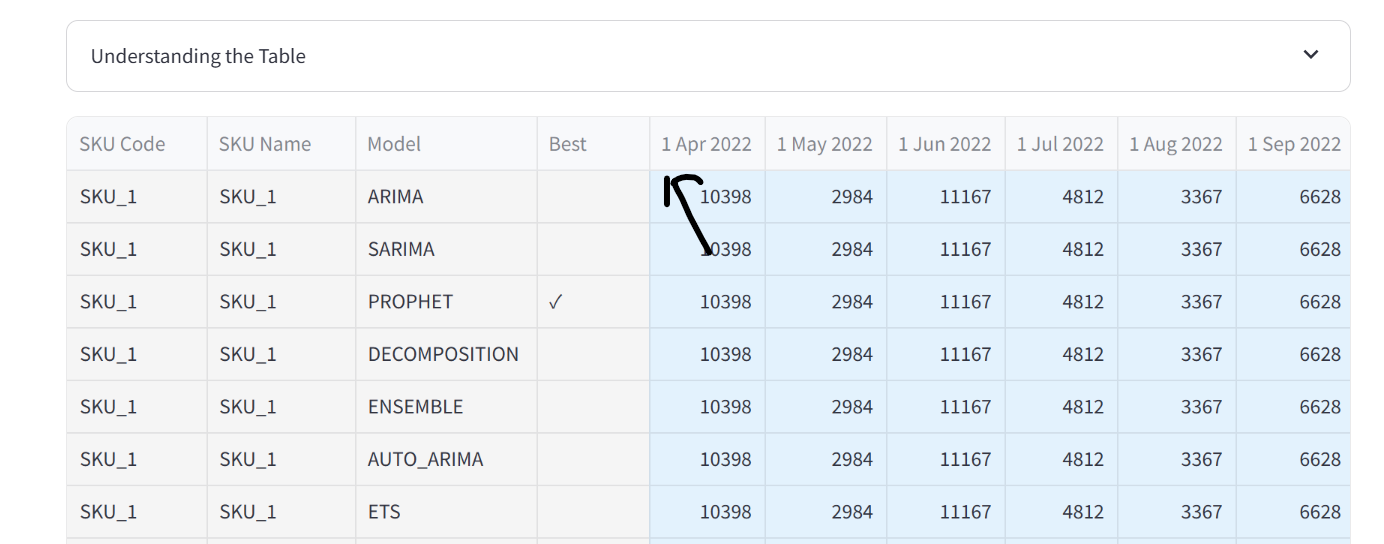 Understanding the Table
SKU Code SKU Name Model Best 1 Apr 2022 1 May 2022 1 Jun 2022 1 Jul 2022 1 Aug 2022 1 Sep 2022
SKU_1 SKU_1 ARIMA 10398 2984 11167 4812 3367 6628
SKU_1 SKU_1 SARIMA 10398 2984 11167 4812 3367 6628
SKU_1 SKU_1 PROPHET ✓ 10398 2984 11167 4812 3367 6628
SKU_1 SKU_1 DECOMPOSITION 10398 2984 11167 4812 3367 6628
SKU_1 SKU_1 ENSEMBLE 10398 2984 11167 4812 3367 6628
SKU_1 SKU_1 AUTO_ARIMA 10398 2984 11167 4812 3367 6628
SKU_1 SKU_1 ETS 10398 2984 11167 4812 3367 6628